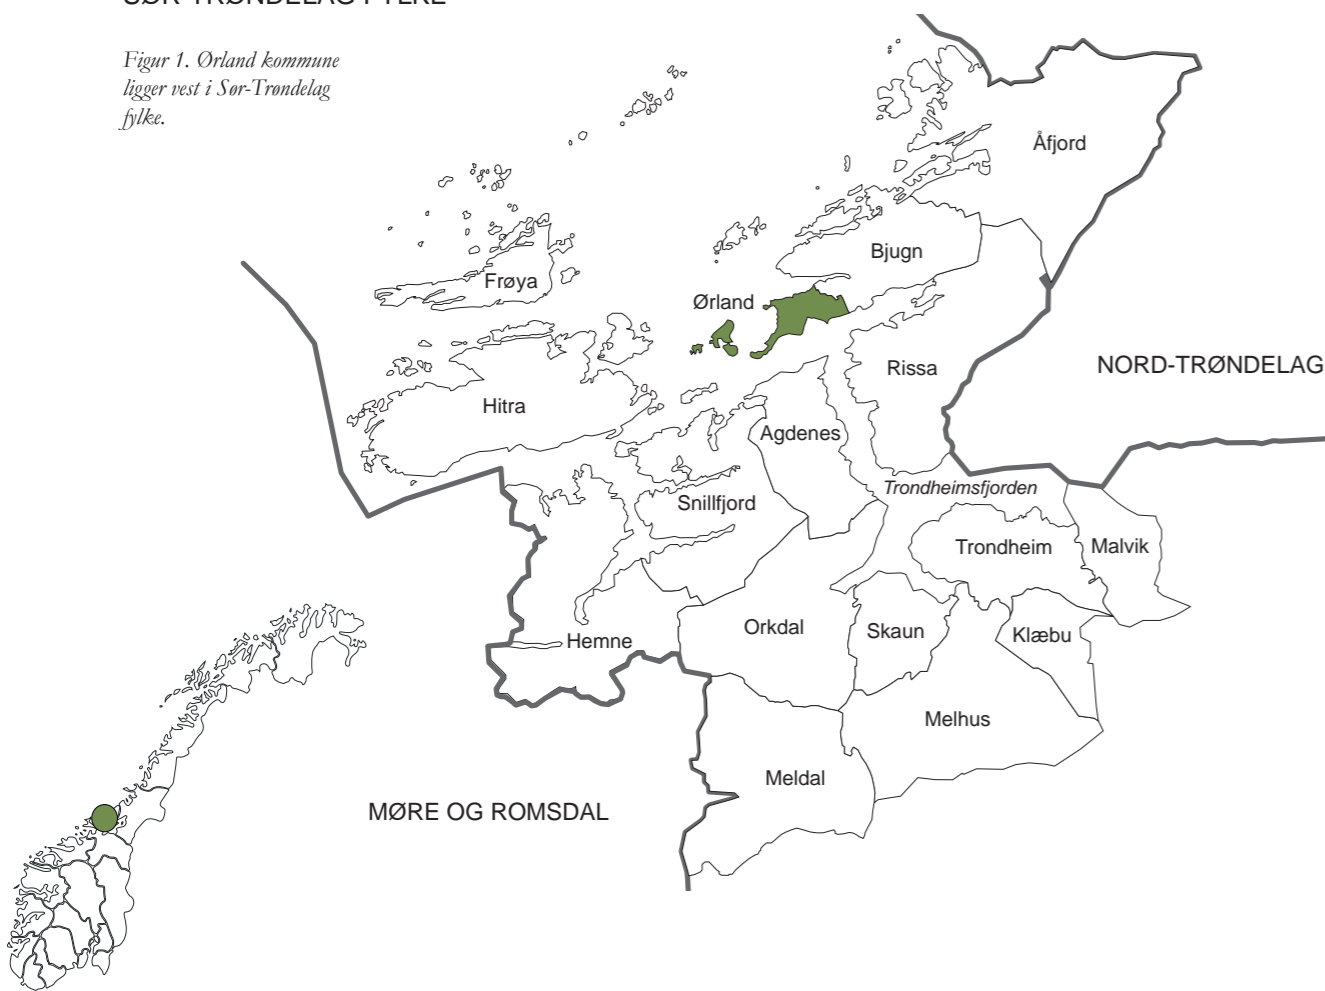 Figur 1. Ørland kommune
ligger vest i Sør-Trøndelag
fylke.
Åfjord
Bjugn
Frøya
Ørland
Rissa
NORD-TRØNDELAG
Hitra
Agdenes
Trondheimsfjorden
Snillfjord
Trondheim
Malvik
Orkdal
Skaun
Klæbu
Hemne
Melhus
Meldal
MØRE OG ROMSDAL